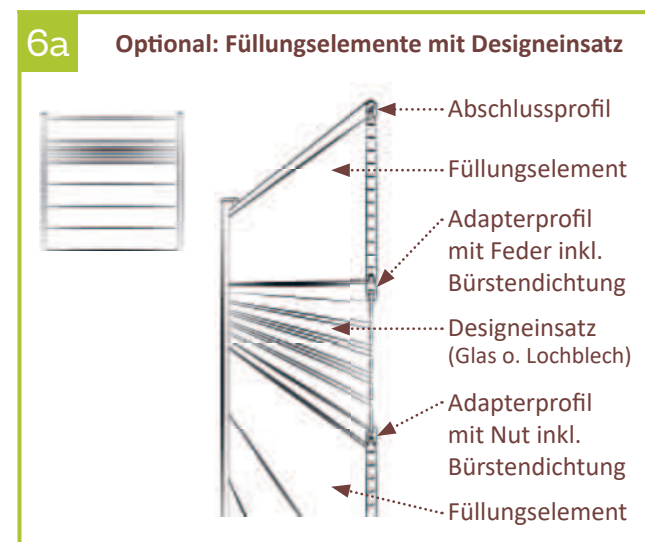 6a
Optional: Füllungselemente mit Designeinsatz
Abschlussprofil
Füllungselement
Adapterprofil
mit Feder inkl.
Bürstendichtung
Designeinsatz
(Glas o. Lochblech)
Adapterprofil
mit Nut inkl.
Bürstendichtung
Füllungselement